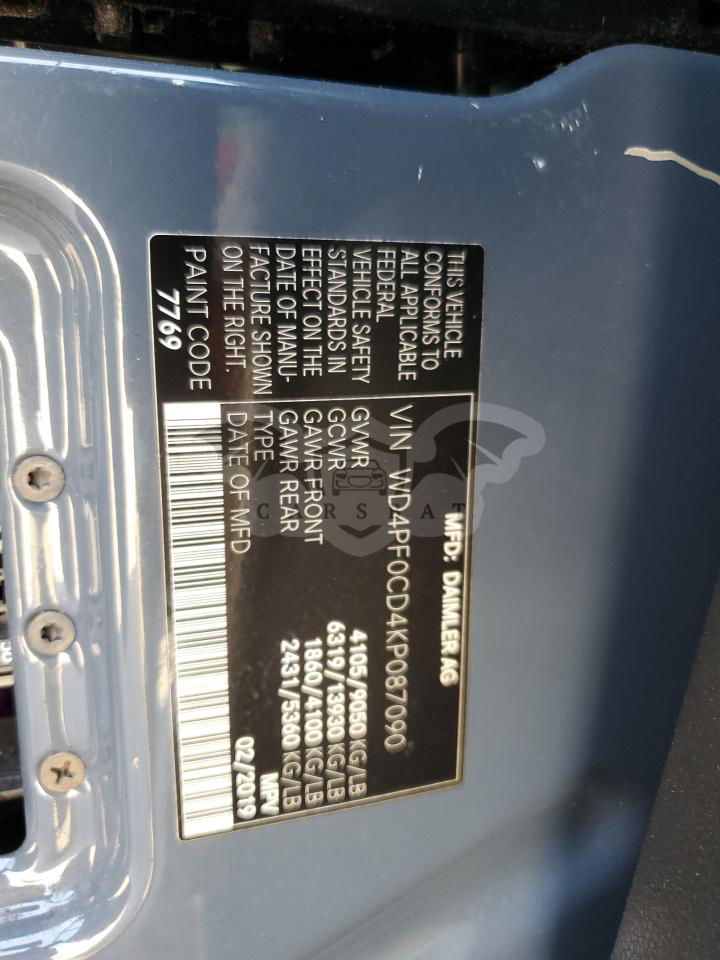 MFD: DAIMLER AG
THIS VEHICLE
CONFORMS TO
ALL APPLICABLE
FEDERAL
VEHICLE SAFETY
STANDARDS IN
EFFECT ON THE
DATE OF MANU-
FACTURE SHOWN
ON THE RIGHT.
PAINT CODE
7769
VIN WD4PF0CD4KP087090
GVWR 4105/9050 KG/LB
GCWR 6319/13930 KG/LB
GAWR FRONT 1860/4100 KG/LB
GAWR REAR 2431/5360 KG/LB
TYPE MPV
DATE OF MFD 02/2019
CARSTAT